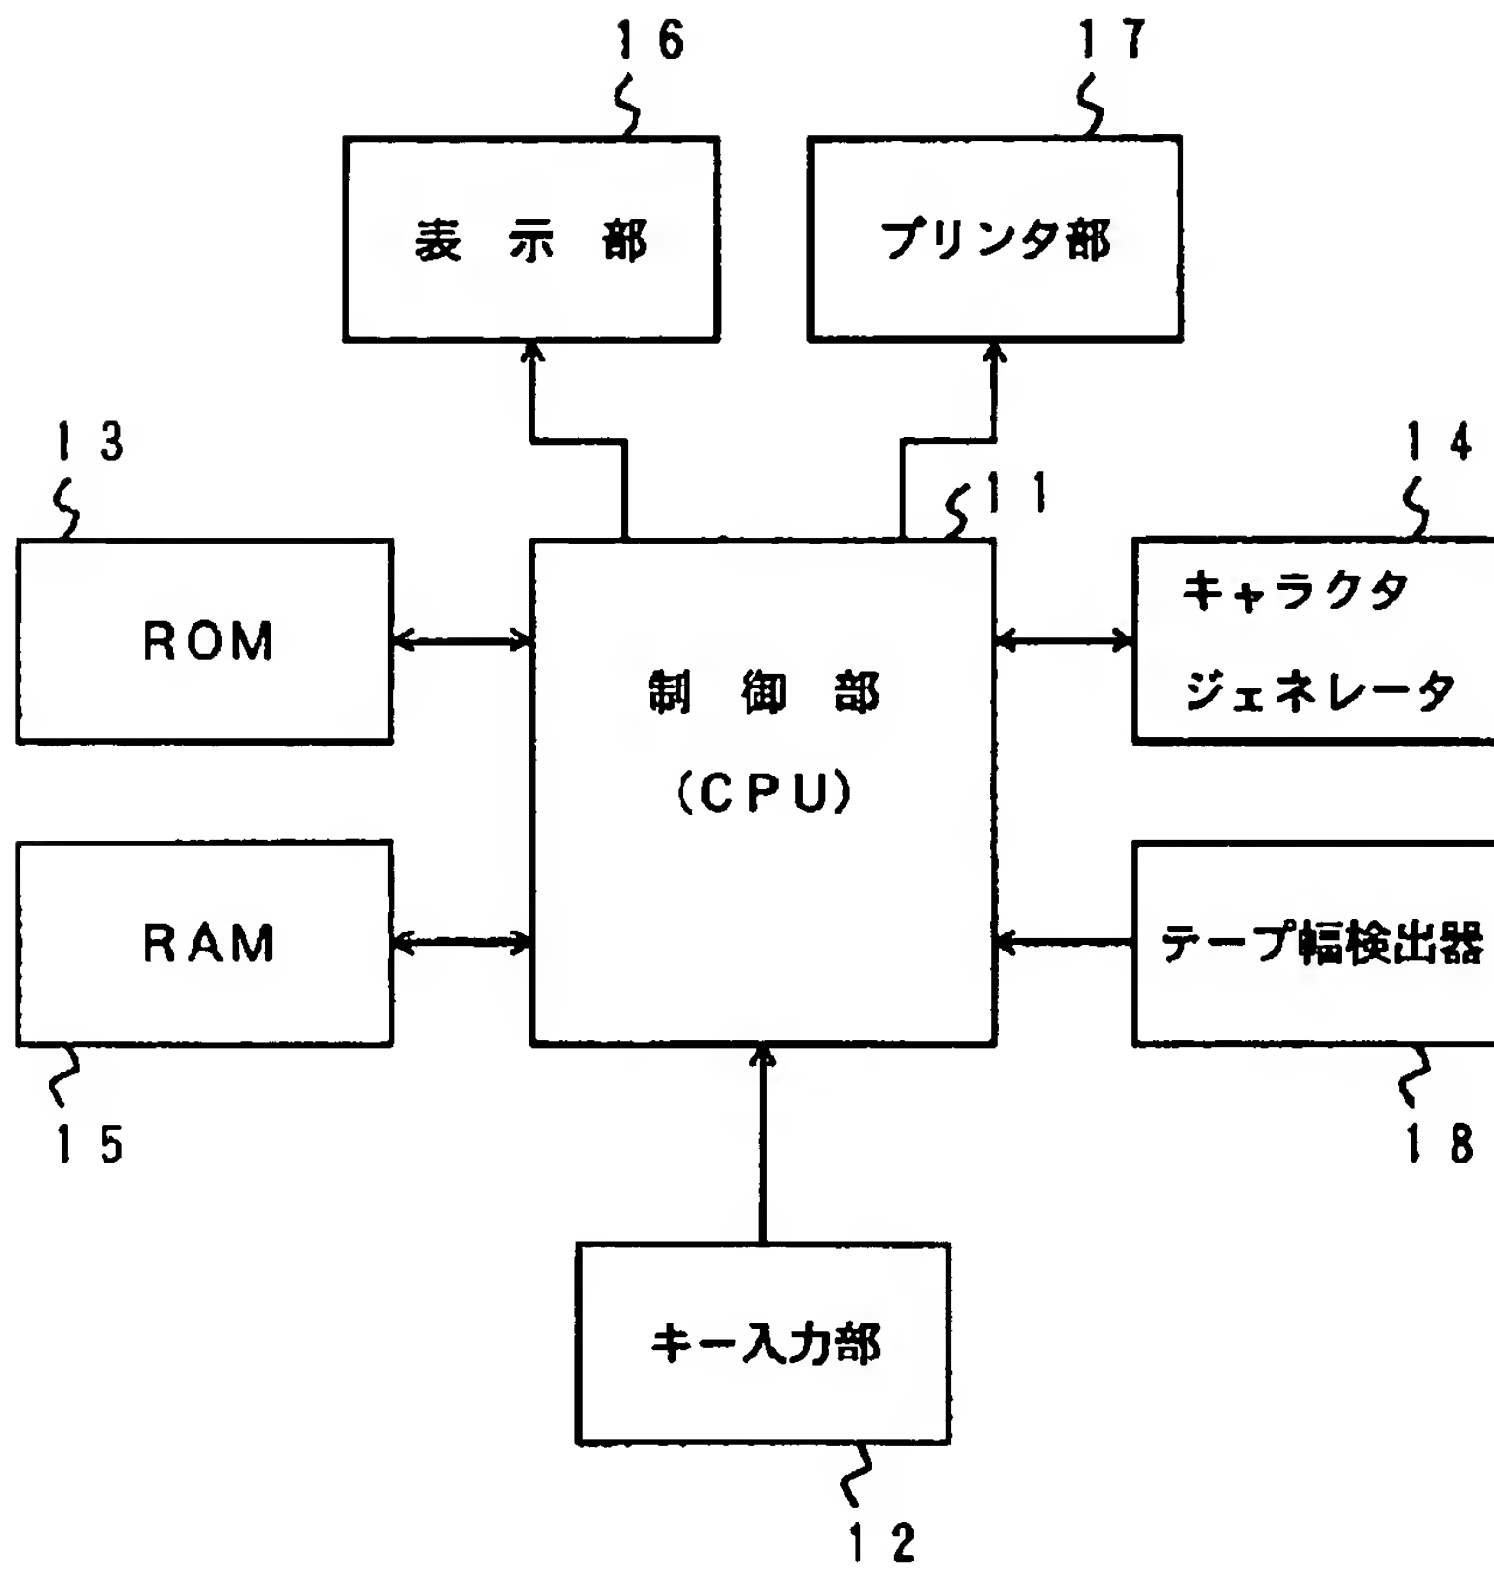 16
17
表示部
プリンタ部
13
14
11
ROM
キャラクタ
ジェネレータ
制御部
(CPU)
RAM
テープ幅検出器
15
18
キー入力部
12